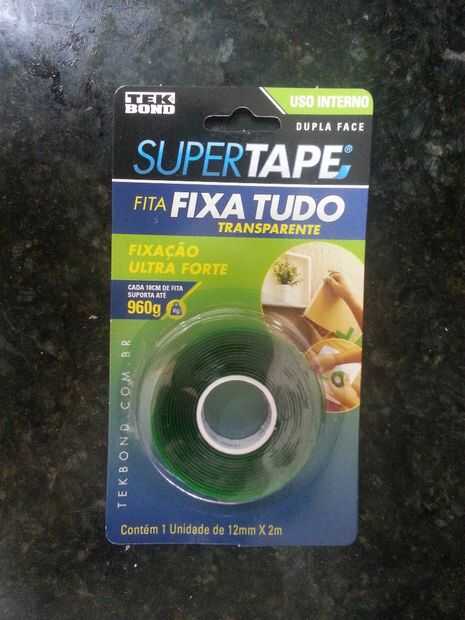 TEK
BOND
USO INTERNO
DUPLA FACE
SUPERTAPE®
FITA FIXA TUDO
TRANSPARENTE
FIXAÇÃO
ULTRA FORTE
CADA 10CM DE FITA
SUPORTA ATÉ
960g
Kg
TEKBOND.COM.BR
Contém 1 Unidade de 12mm X 2m